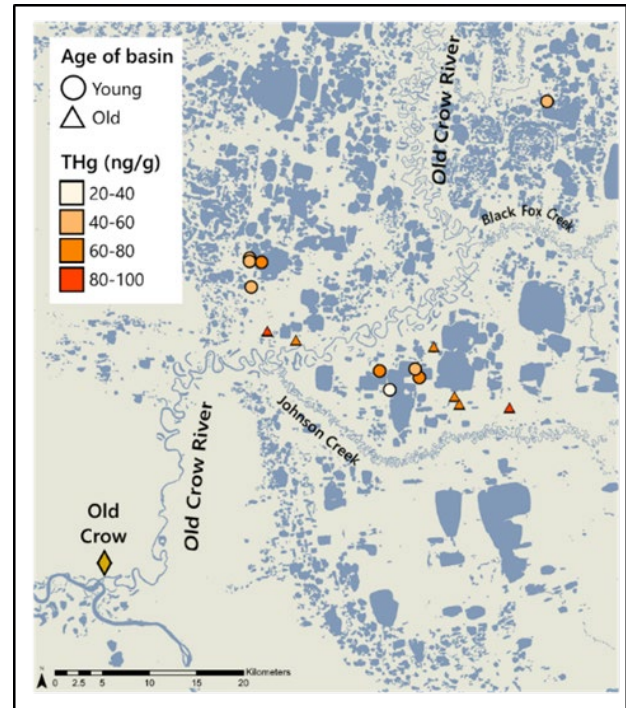 Age of basin
Young
Old
THg (ng/g)
20-40
40-60
60-80
80-100
Old Crow River
Black Fox Creek
Johnson Creek
Old Crow River
Old
Crow
N
0 2.5 5 10 15 20
Kilometers